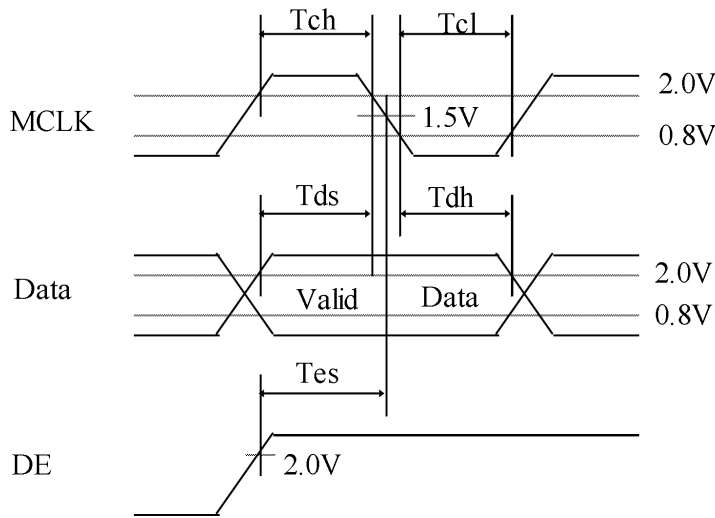 Tch Tcl
MCLK 2.0V
1.5V
0.8V
Tds Tdh
Data 2.0V
Valid Data
0.8V
Tes
DE 2.0V